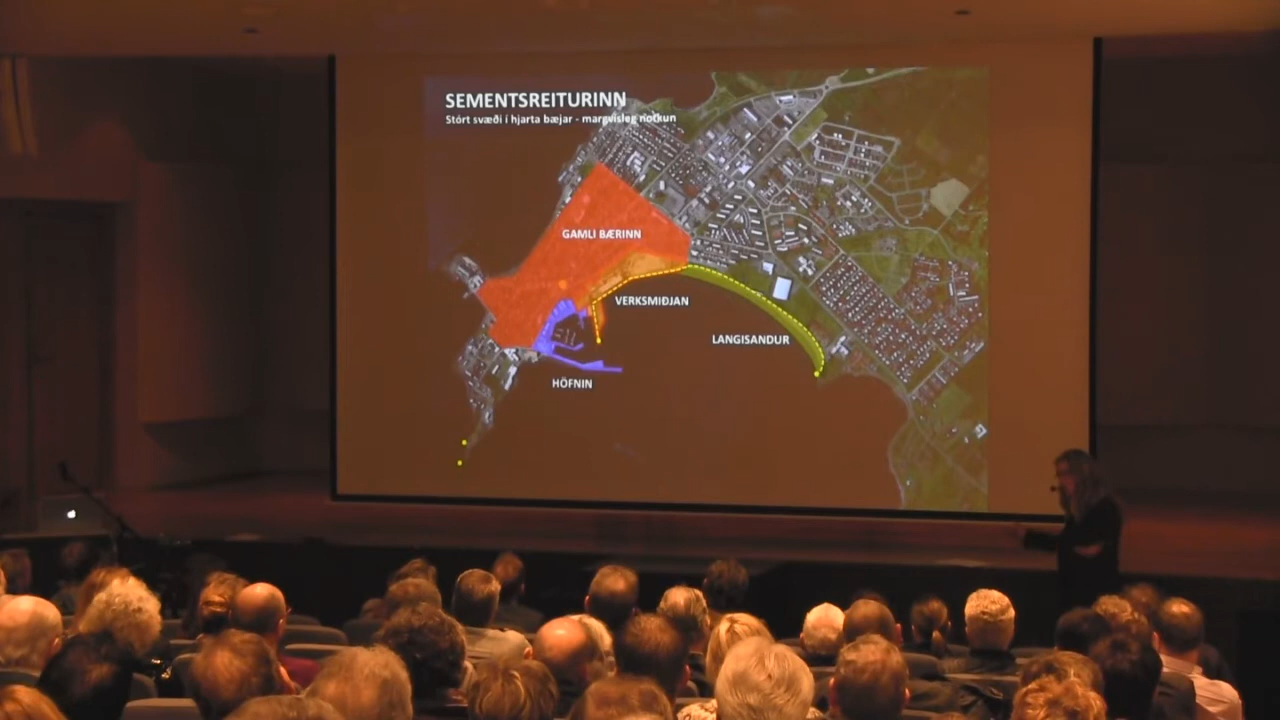 SEMENTSREITURINN
Stórt svæði í hjarta bæjar - margvísleg notkun
GAMLI BÆRINN
VERKSMIÐJAN
LANGISANDUR
HÖFNIN